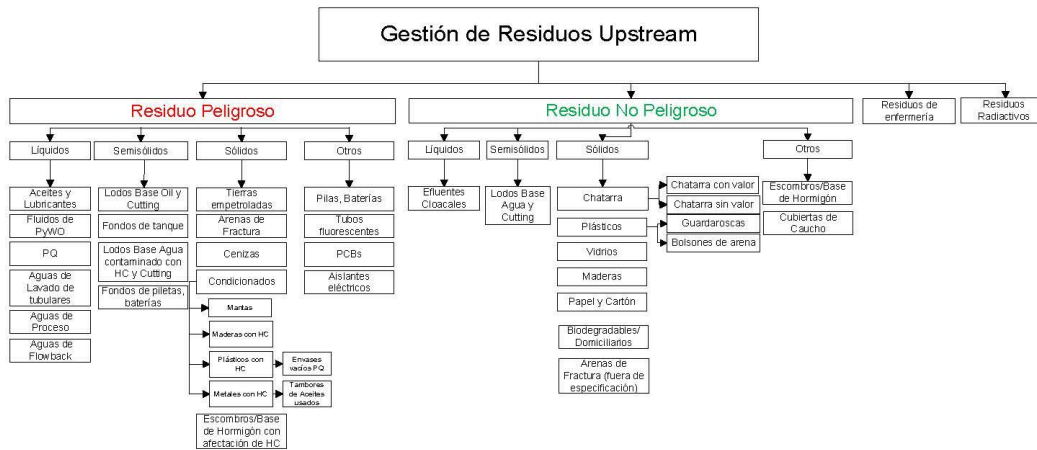 Gestión de Residuos Upstream
Residuo Peligroso
Residuo No Peligroso
Residuos de
enfermería
Residuos
Radiactivos
Líquidos
Semisólidos
Sólidos
Otros
Líquidos
Semisólidos
Sólidos
Otros
Aceites y
Lubricantes
Fluidos de
PyWO
PQ
Aguas de
Lavado de
tubulares
Aguas de
Proceso
Aguas de
Flowback
Lodos Base Oil y
Cutting
Fondos de tanque
Lodos Base Agua
contaminado con
HC y Cutting
Fondos de piletas,
baterías
Tierras
empetroladas
Arenas de
Fractura
Cenizas
Condicionados
Mantas
Maderas con HC
Plásticos con
HC
Envases
vacíos PQ
Metales con HC
Tambores
de Aceites
usados
Escombros/Base
de Hormigón con
afectación de HC
Pilas, Baterías
Tubos
fluorescentes
PCBs
Aislantes
eléctricos
Efluentes
Cloacales
Lodos Base
Agua y
Cutting
Chatarra
Chatarra con valor
Chatarra sin valor
Plásticos
Guardaroscas
Bolsones de arena
Vidrios
Maderas
Papel y Cartón
Biodegradables/
Domiciliarios
Arenas de
Fractura (fuera de
especificación)
Escombros/Base
de Hormigón
Cubiertas de
Caucho